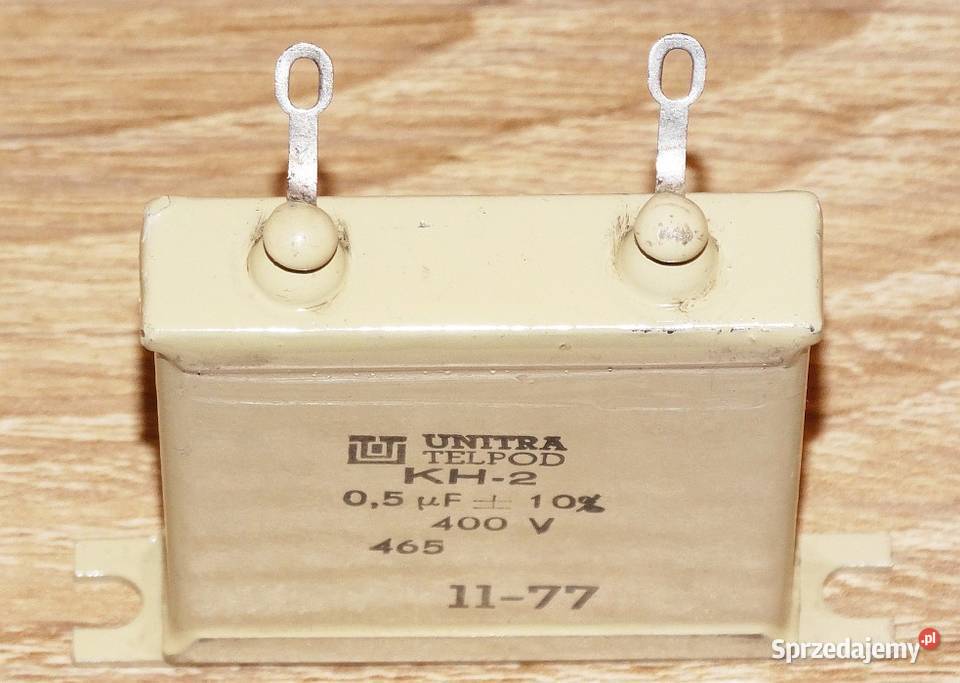 UNITRA
TELPOD
KH-2
0,5 µF ± 10%
400 V
465
11-77
Sprzedajemy.pl